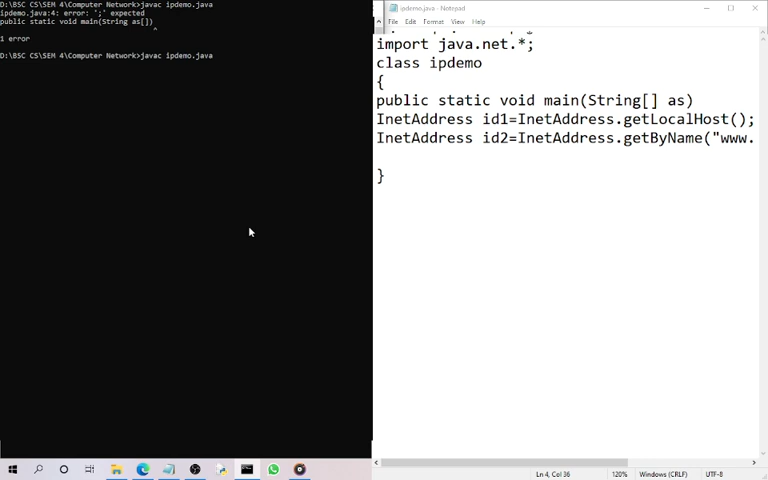 D:\BSC CS\SEM 4\Computer Network>javac ipdemo.java
ipdemo.java:4: error: ';' expected
public static void main(String as[])
^
1 error
D:\BSC CS\SEM 4\Computer Network>javac ipdemo.java
ipdemo.java - Notepad
File Edit Format View Help
import java.net.*;
class ipdemo
{
public static void main(String[] as)
InetAddress id1=InetAddress.getLocalHost();
InetAddress id2=InetAddress.getByName("www.
}
Ln 4, Col 36 120% Windows (CRLF) UTF-8